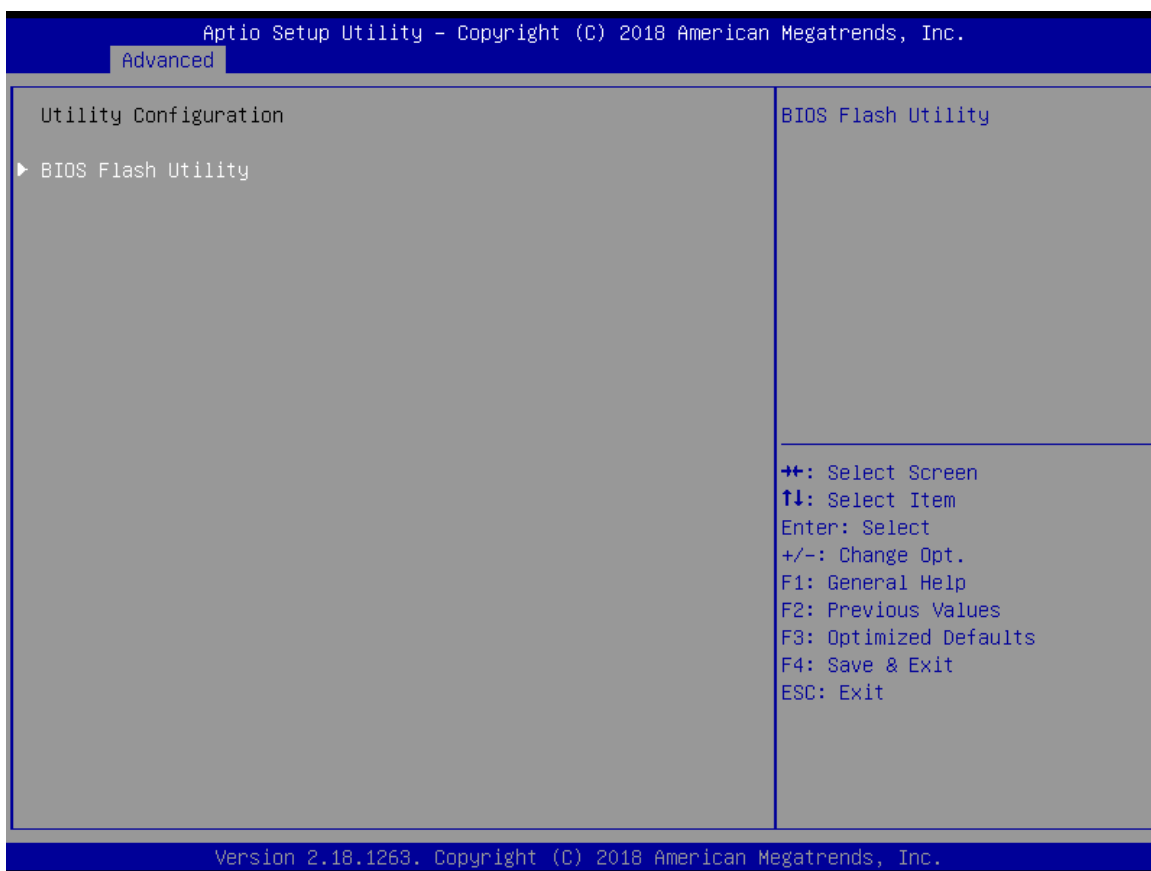 Aptio Setup Utility – Copyright (C) 2018 American Megatrends, Inc.
Advanced
Utility Configuration
▶ BIOS Flash Utility
BIOS Flash Utility
→←: Select Screen
↑↓: Select Item
Enter: Select
+/-: Change Opt.
F1: General Help
F2: Previous Values
F3: Optimized Defaults
F4: Save & Exit
ESC: Exit
Version 2.18.1263. Copyright (C) 2018 American Megatrends, Inc.